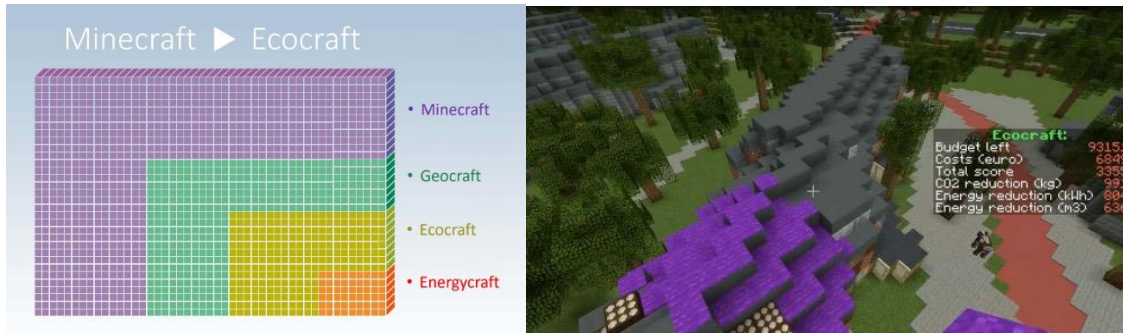 Minecraft ▶ Ecocraft
• Minecraft
• Geocraft
• Ecocraft
• Energycraft
Ecocraft:
Budget left
Costs (euro)
Total score
CO2 reduction (kg)
Energy reduction (kWh)
Energy reduction (m3)